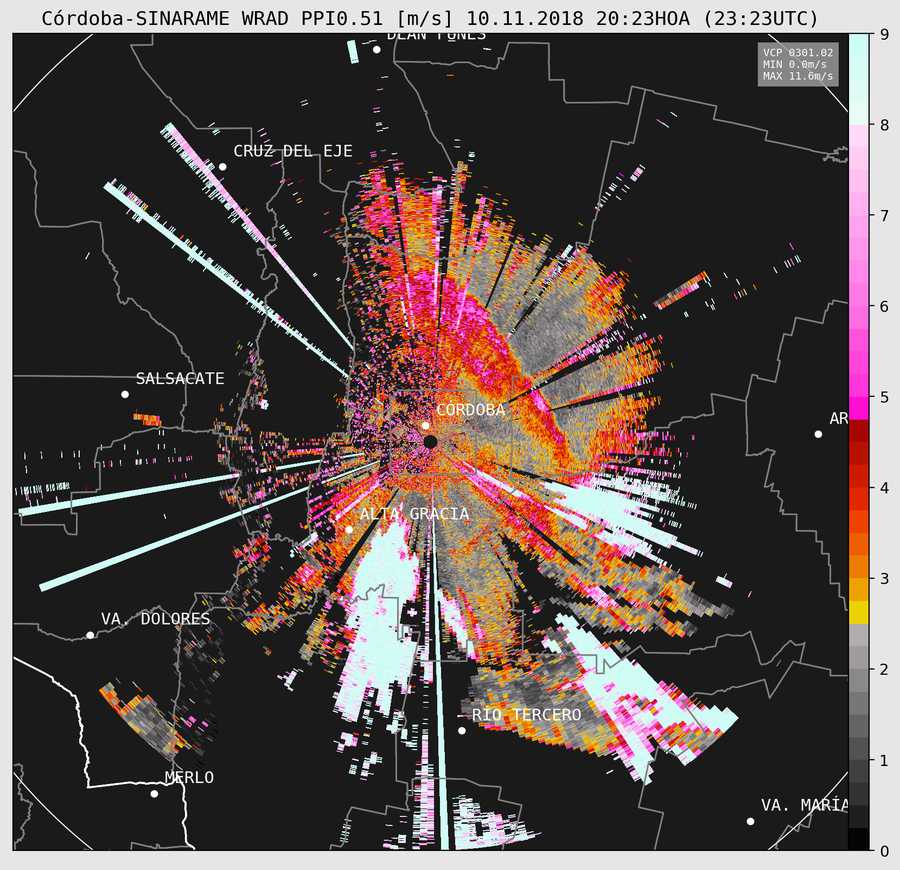 Córdoba-SINARAME WRAD PPI0.51 [m/s] 10.11.2018 20:23HOA (23:23UTC)
DEAN FUNES
VCP 0301.02
MIN 0.0m/s
MAX 11.6m/s
CRUZ DEL EJE
SALSACATE
CÓRDOBA
AR
ALTA GRACIA
VA. DOLORES
RÍO TERCERO
MERLO
VA. MARÍA
9
8
7
6
5
4
3
2
1
0